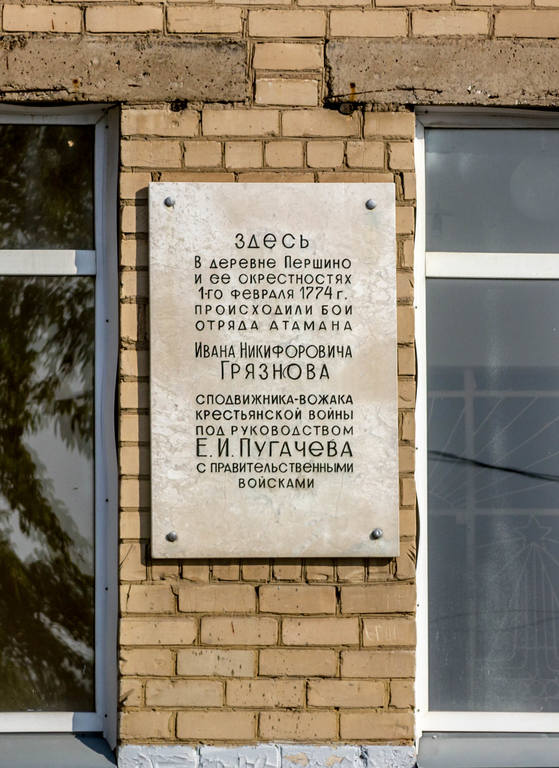 ЗДЕСЬ
В ДЕРЕВНЕ ПЕРШИНО
И ЕЕ ОКРЕСТНОСТЯХ
1-ГО ФЕВРАЛЯ 1774 Г.
ПРОИСХОДИЛИ БОИ
ОТРЯДА АТАМАНА
ИВАНА НИКИФОРОВИЧА
ГРЯЗНОВА
СПОДВИЖНИКА-ВОЖАКА
КРЕСТЬЯНСКОЙ ВОЙНЫ
ПОД РУКОВОДСТВОМ
Е.И. ПУГАЧЕВА
С ПРАВИТЕЛЬСТВЕННЫМИ
ВОЙСКАМИ